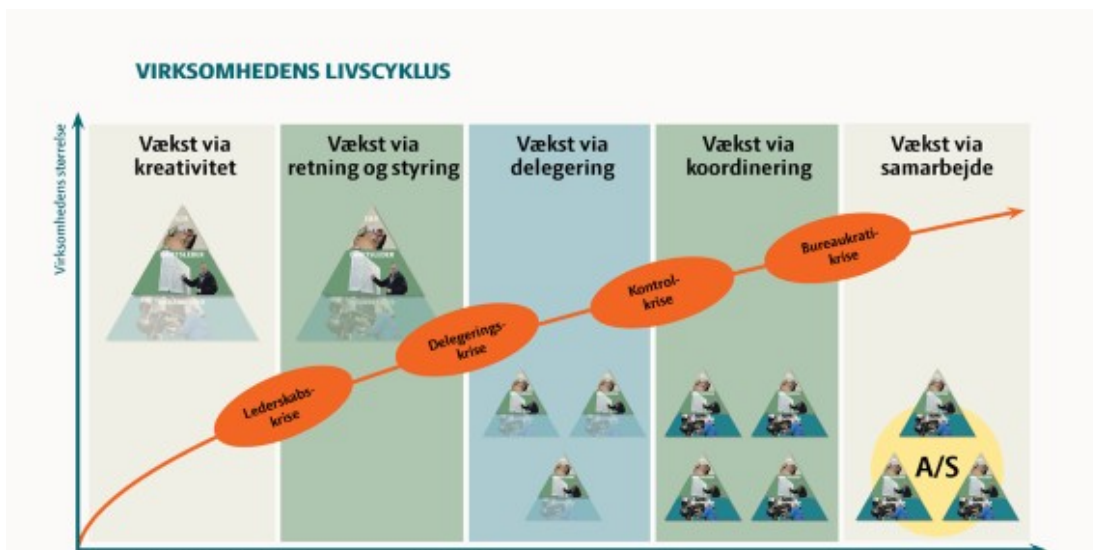 VIRKSOMHEDENS LIVSCYKLUS
Virksomhedens størrelse
Vækst via
kreativitet
Vækst via
retning og styring
Vækst via
delegering
Vækst via
koordinering
Vækst via
samarbejde
Lederskabs-
krise
Delegerings-
krise
Kontrol-
krise
Bureaukrati-
krise
A/S